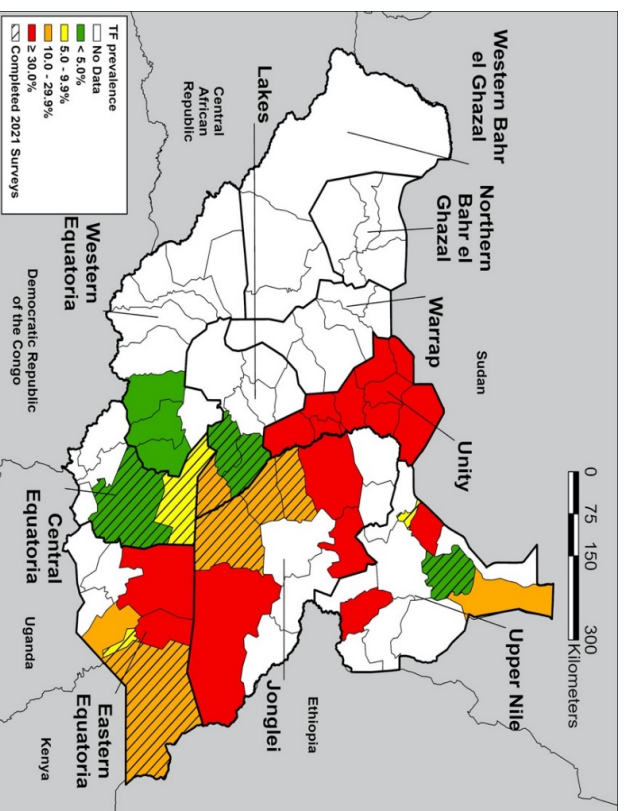 0 75 150 300
Kilometers
Western Bahr
el Ghazal
Northern
Bahr el
Ghazal
Warrap
Sudan
Unity
Upper Nile
Lakes
Central
African
Republic
Ethiopia
Jonglei
Western
Equatoria
Democratic Republic
of the Congo
Central
Equatoria
Uganda
Eastern
Equatoria
Kenya
TF prevalence
No Data
< 5.0%
5.0 - 9.9%
10.0 - 29.9%
≥ 30.0%
Completed 2021 Surveys